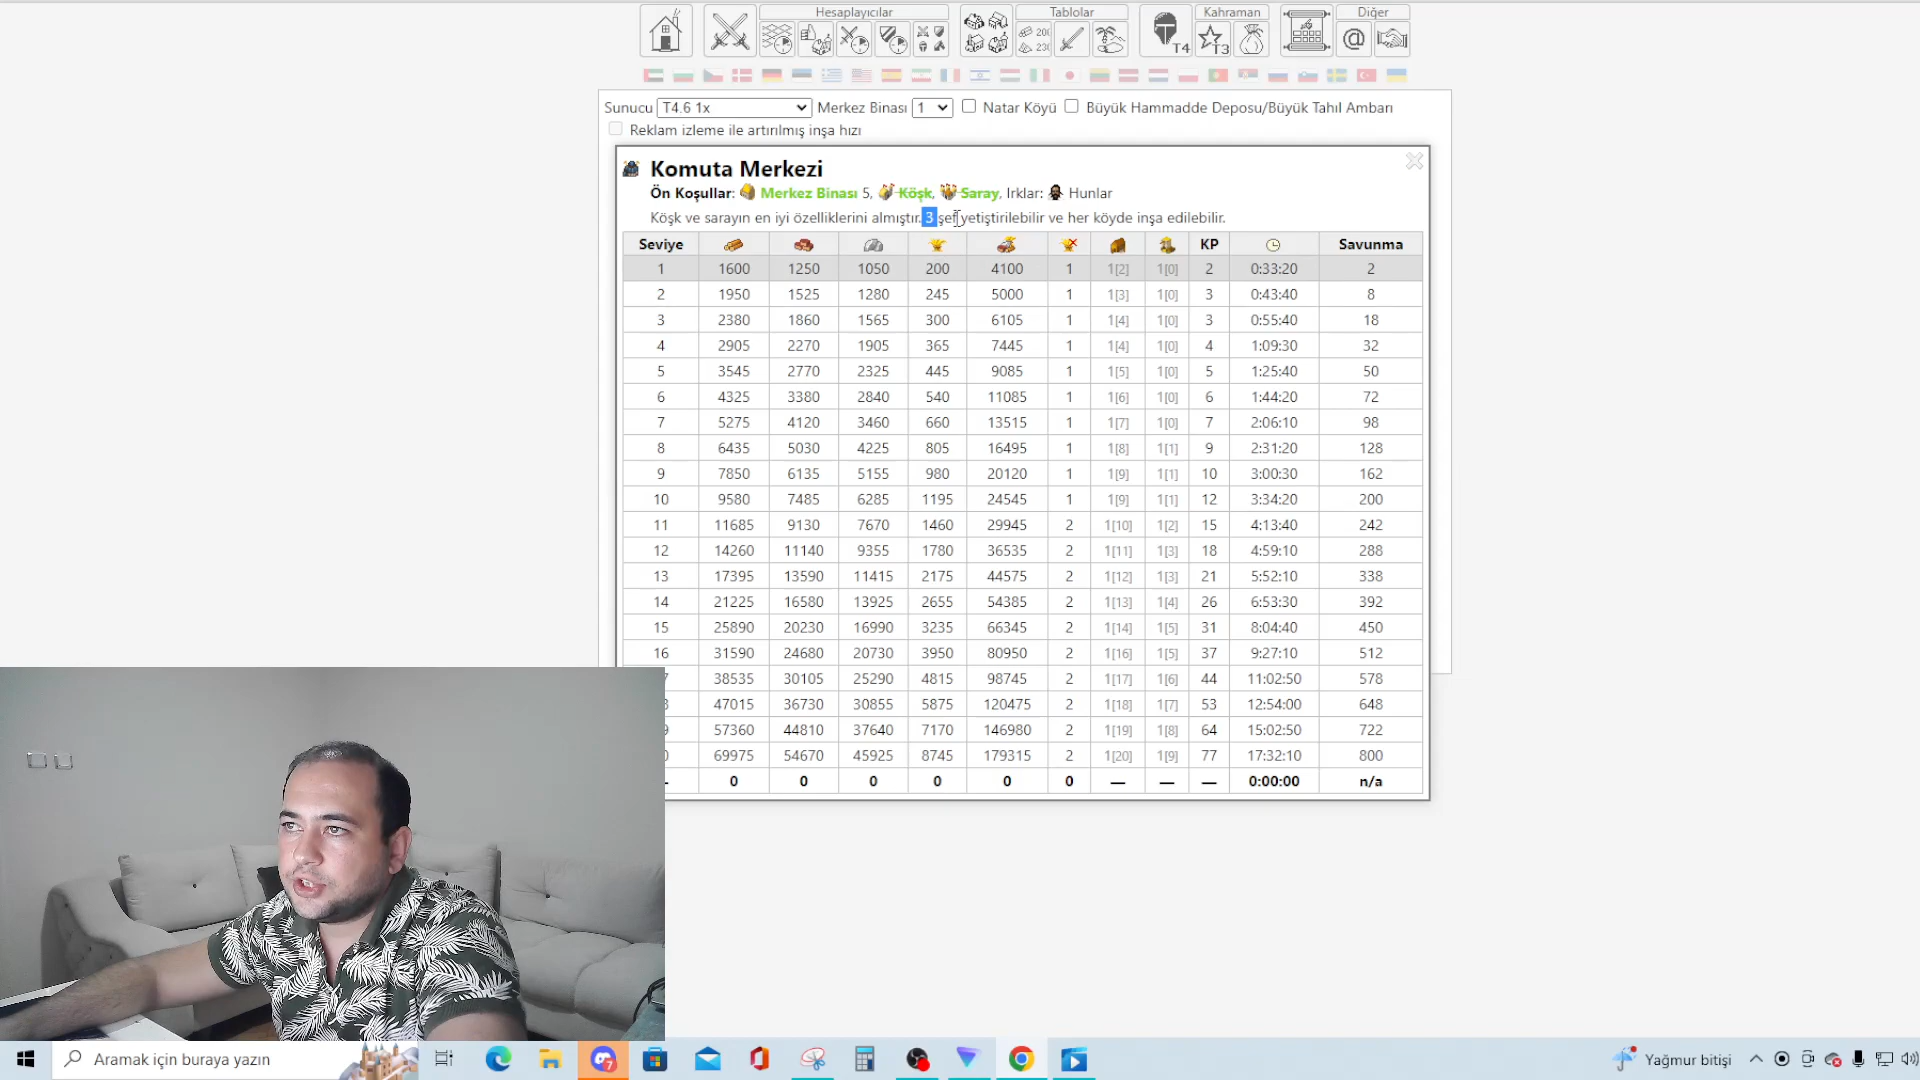 Hesaplayıcılar Tablolar Kahraman Diğer
T4 T3
Sunucu T4.6 1x Merkez Binası 1 Natar Köyü Büyük Hammadde Deposu/Büyük Tahıl Ambarı
Reklam izleme ile artırılmış inşa hızı
Komuta Merkezi
Ön Koşullar: Merkez Binası 5, Köşk, Saray, Irklar: Hunlar
Köşk ve sarayın en iyi özelliklerini almıştır. 3 şef yetiştirilebilir ve her köyde inşa edilebilir.
Seviye KP Savunma
1 1600 1250 1050 200 4100 1 1[2] 1[0] 2 0:33:20 2
2 1950 1525 1280 245 5000 1 1[3] 1[0] 3 0:43:40 8
3 2380 1860 1565 300 6105 1 1[4] 1[0] 3 0:55:40 18
4 2905 2270 1905 365 7445 1 1[4] 1[0] 4 1:09:30 32
5 3545 2770 2325 445 9085 1 1[5] 1[0] 5 1:25:40 50
6 4325 3380 2840 540 11085 1 1[6] 1[0] 6 1:44:20 72
7 5275 4120 3460 660 13515 1 1[7] 1[0] 7 2:06:10 98
8 6435 5030 4225 805 16495 1 1[8] 1[1] 9 2:31:20 128
9 7850 6135 5155 980 20120 1 1[9] 1[1] 10 3:00:30 162
10 9580 7485 6285 1195 24545 1 1[9] 1[1] 12 3:34:20 200
11 11685 9130 7670 1460 29945 2 1[10] 1[2] 15 4:13:40 242
12 14260 11140 9355 1780 36535 2 1[11] 1[3] 18 4:59:10 288
13 17395 13590 11415 2175 44575 2 1[12] 1[3] 21 5:52:10 338
14 21225 16580 13925 2655 54385 2 1[13] 1[4] 26 6:53:30 392
15 25890 20230 16990 3235 66345 2 1[14] 1[5] 31 8:04:40 450
16 31590 24680 20730 3950 80950 2 1[16] 1[5] 37 9:27:10 512
38535 30105 25290 4815 98745 2 1[17] 1[6] 44 11:02:50 578
47015 36730 30855 5875 120475 2 1[18] 1[7] 53 12:54:00 648
57360 44810 37640 7170 146980 2 1[19] 1[8] 64 15:02:50 722
69975 54670 45925 8745 179315 2 1[20] 1[9] 77 17:32:10 800
0 0 0 0 0 0 — — — 0:00:00 n/a
Aramak için buraya yazın Yağmur bitişi